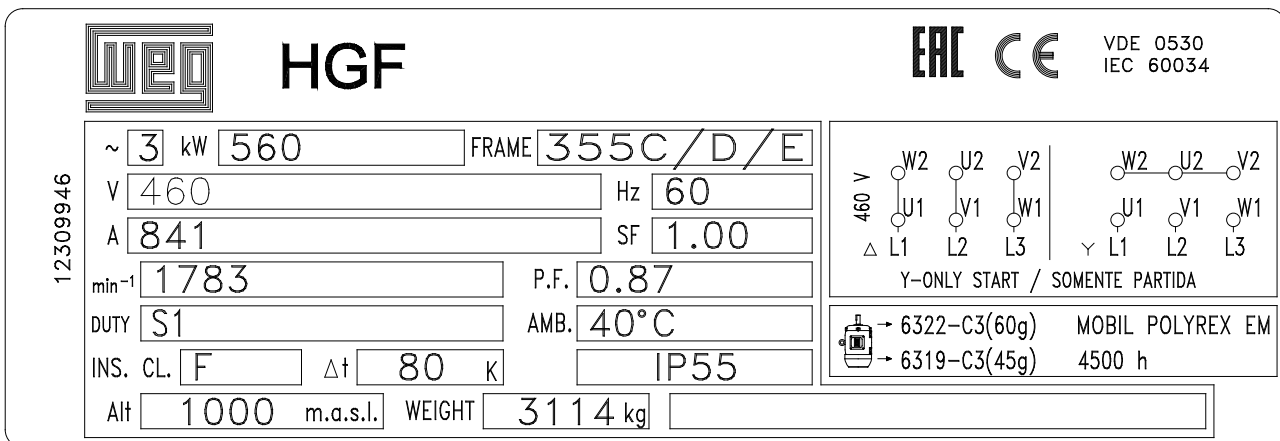 WEG HGF
EAC CE VDE 0530
IEC 60034
12309946
~ 3 kW 560 FRAME 355C/D/E
V 460 Hz 60
A 841 SF 1.00
min⁻¹ 1783 P.F. 0.87
DUTY S1 AMB. 40°C
INS. CL. F Δt 80 K IP55
Alt 1000 m.a.s.l. WEIGHT 3114 kg
460 V
W2 U2 V2 W2 U2 V2
U1 V1 W1 U1 V1 W1
Δ L1 L2 L3 Y L1 L2 L3
Y-ONLY START / SOMENTE PARTIDA
→ 6322-C3(60g) MOBIL POLYREX EM
→ 6319-C3(45g) 4500 h